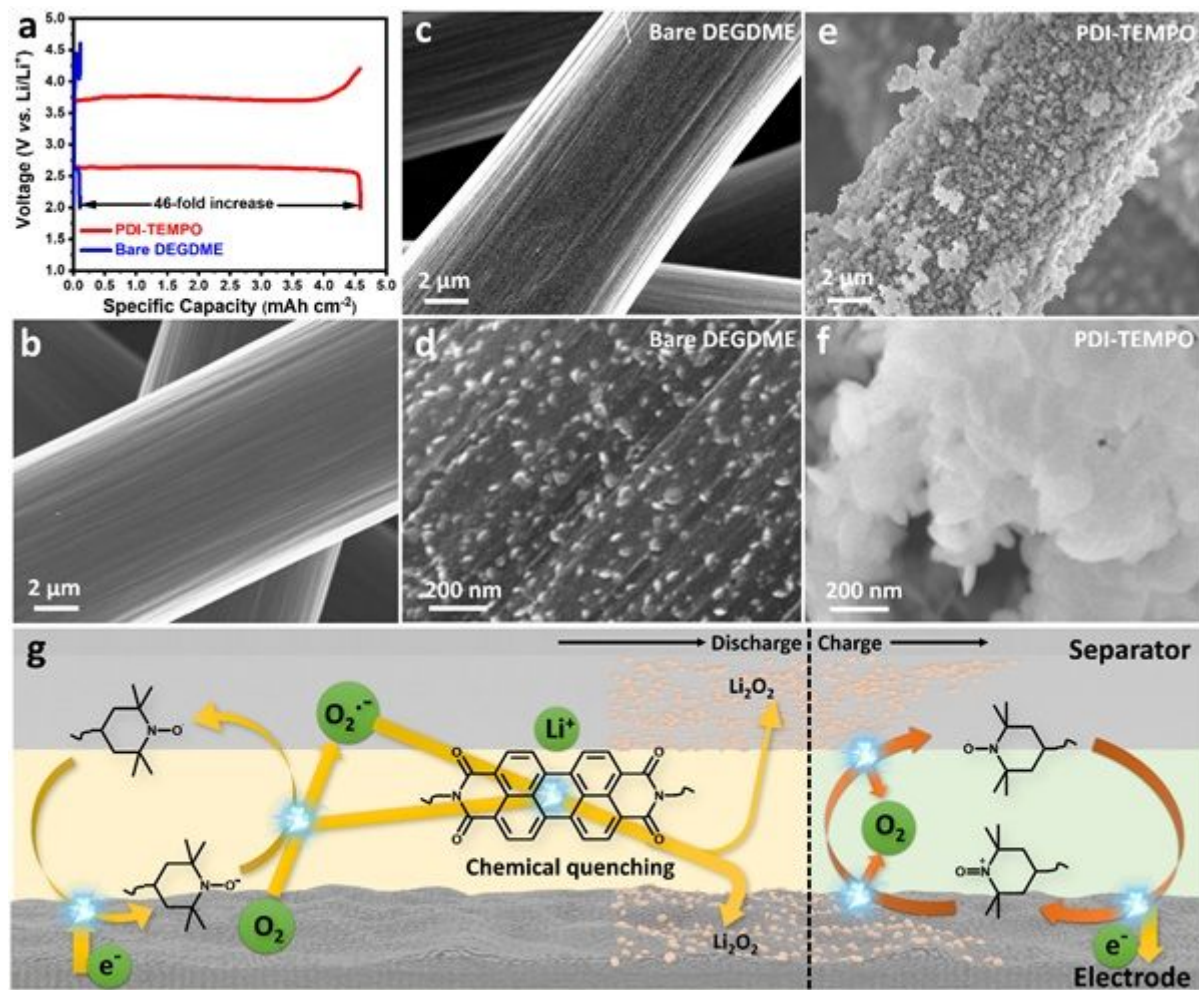 a
5.0
4.5
4.0
3.5
3.0
2.5
2.0
1.5
1.0
Voltage (V vs. Li/Li⁺)
46-fold increase
PDI-TEMPO
Bare DEGDME
0.0 0.5 1.0 1.5 2.0 2.5 3.0 3.5 4.0 4.5 5.0
Specific Capacity (mAh cm⁻²)
b
2 μm
c
Bare DEGDME
2 μm
d
Bare DEGDME
200 nm
e
PDI-TEMPO
2 μm
f
PDI-TEMPO
200 nm
g
Discharge
Charge
Separator
Li₂O₂
O₂·⁻
Li⁺
N–O
O O
N N
O O
Chemical quenching
N–O⁻
O₂
e⁻
Li₂O₂
O–N
O₂
O=N⁺
e⁻
Electrode